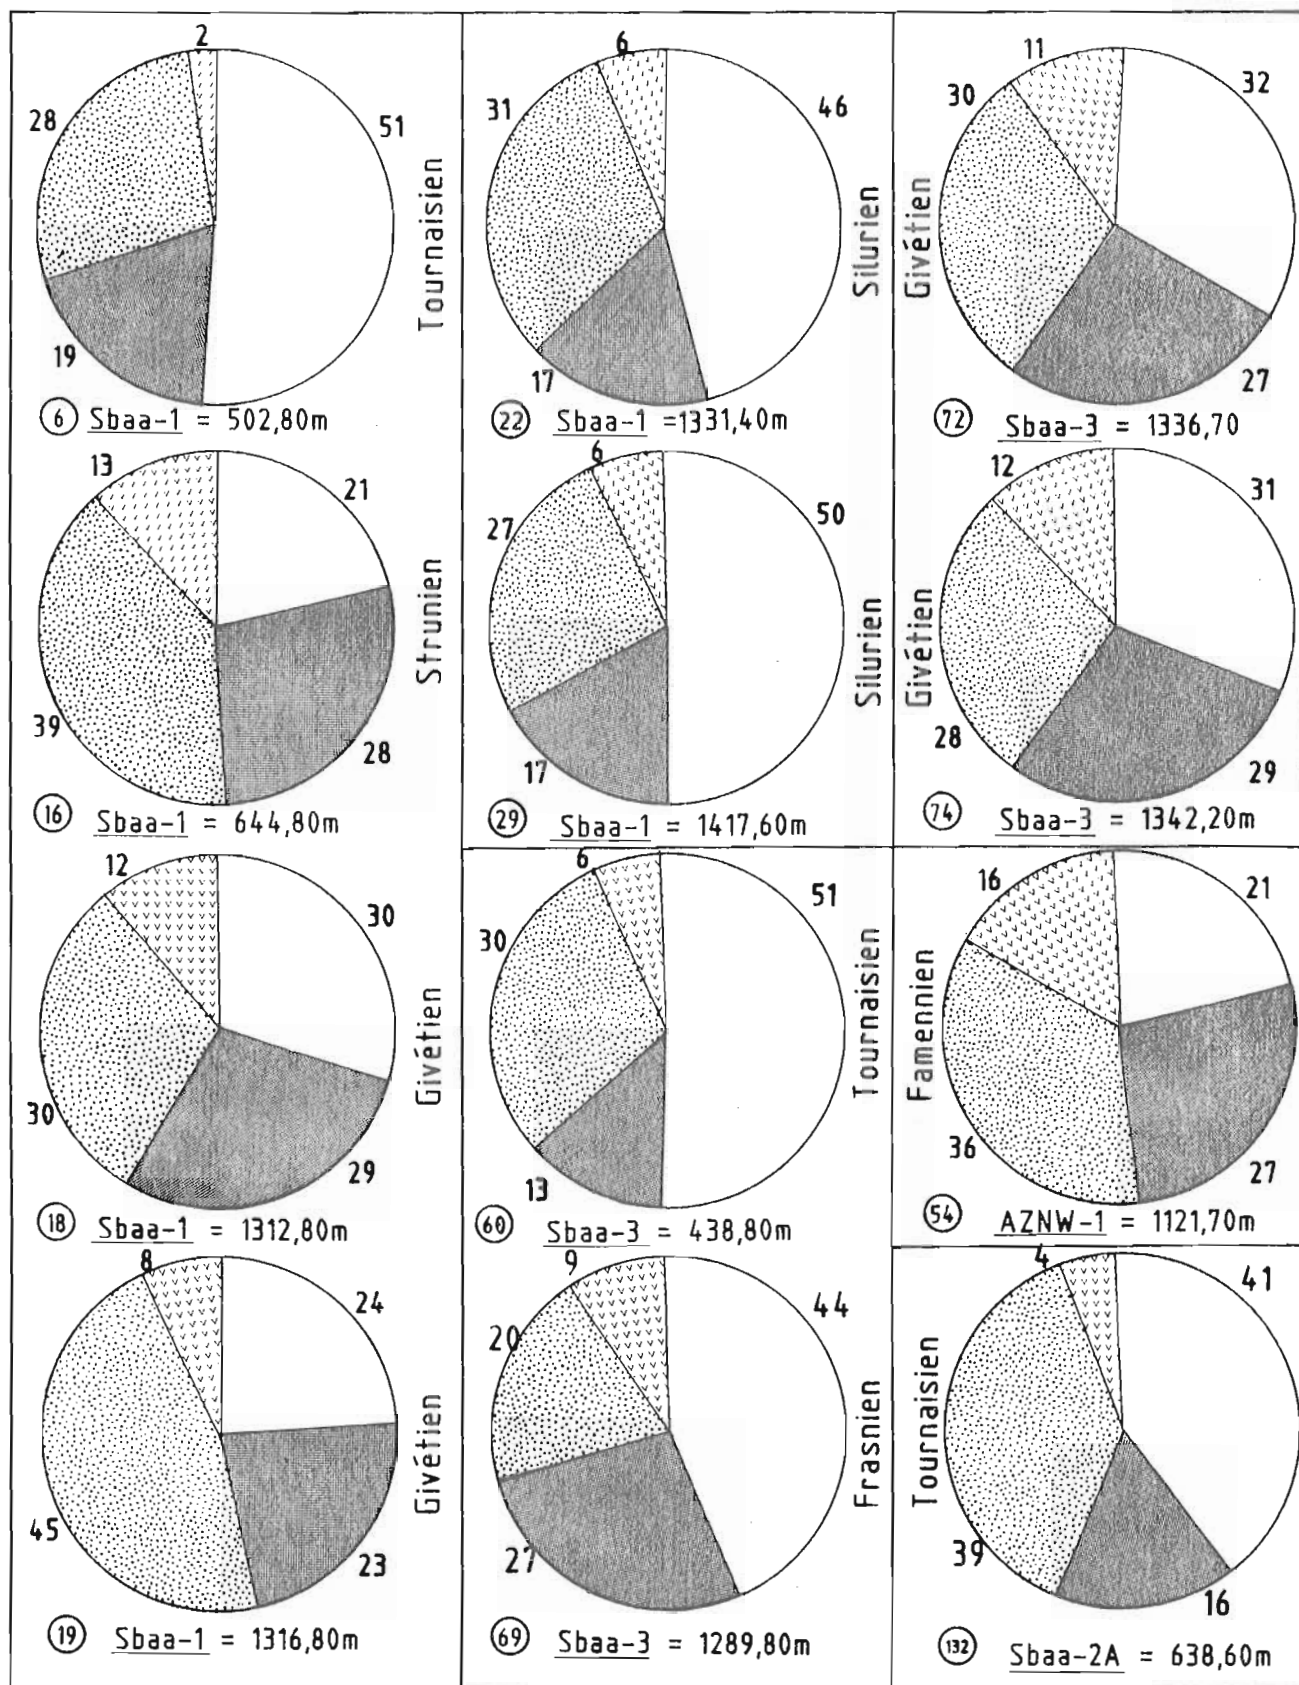 2
28
51
19
Tournaisien
6 Sbaa-1 = 502,80m
13
21
39
28
Strunien
16 Sbaa-1 = 644,80m
12
30
30
29
Givétien
18 Sbaa-1 = 1312,80m
8
24
45
23
Givétien
19 Sbaa-1 = 1316,80m
6
31
46
17
Silurien
22 Sbaa-1 =1331,40m
6
27
50
17
Silurien
29 Sbaa-1 = 1417,60m
6
30
51
13
Tournaisien
60 Sbaa-3 = 438,80m
9
20
44
27
Frasnien
69 Sbaa-3 = 1289,80m
11
30
32
27
Givétien
72 Sbaa-3 = 1336,70
12
31
28
29
Givétien
74 Sbaa-3 = 1342,20m
16
21
36
27
Famennien
54 AZNW-1 = 1121,70m
4
41
39
16
Tournaisien
132 Sbaa-2A = 638,60m